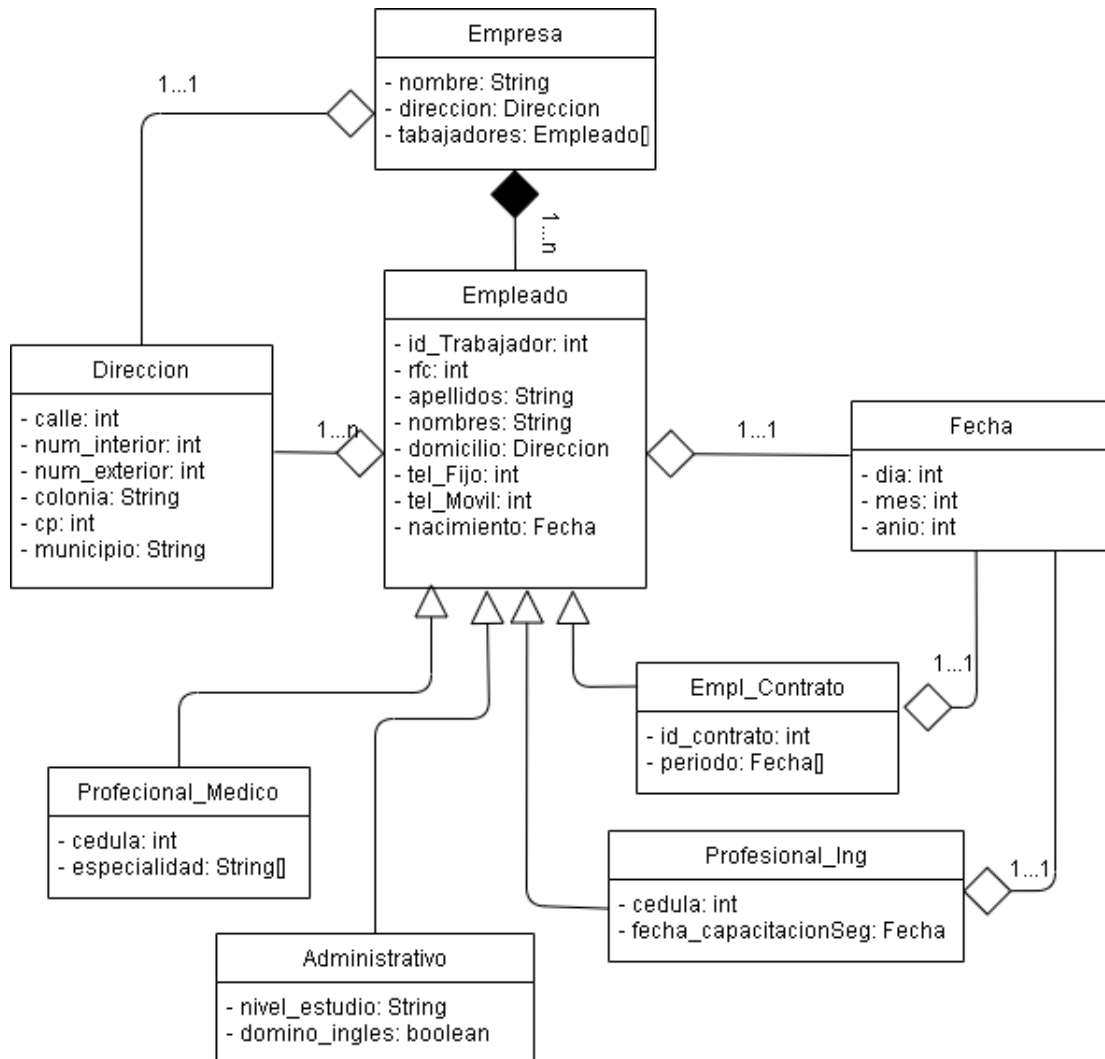 Empresa
- nombre: String
- direccion: Direccion
- tabajadores: Empleado[]
1...1
1...n
Empleado
- id_Trabajador: int
- rfc: int
- apellidos: String
- nombres: String
- domicilio: Direccion
- tel_Fijo: int
- tel_Movil: int
- nacimiento: Fecha
Direccion
- calle: int
- num_interior: int
- num_exterior: int
- colonia: String
- cp: int
- municipio: String
1...n
1...1
Fecha
- dia: int
- mes: int
- anio: int
Empl_Contrato
- id_contrato: int
- periodo: Fecha[]
1...1
Profecional_Medico
- cedula: int
- especialidad: String[]
Profesional_Ing
- cedula: int
- fecha_capacitacionSeg: Fecha
1...1
Administrativo
- nivel_estudio: String
- domino_ingles: boolean